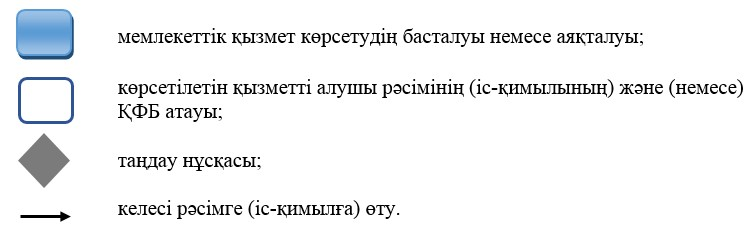 мемлекеттік қызмет көрсетудің басталуы немесе аяқталуы;
көрсетілетін қызметті алушы рәсімінің (іс-қимылының) және (немесе)
ҚФБ атауы;
таңдау нұсқасы;
келесі рәсімге (іс-қимылға) өту.